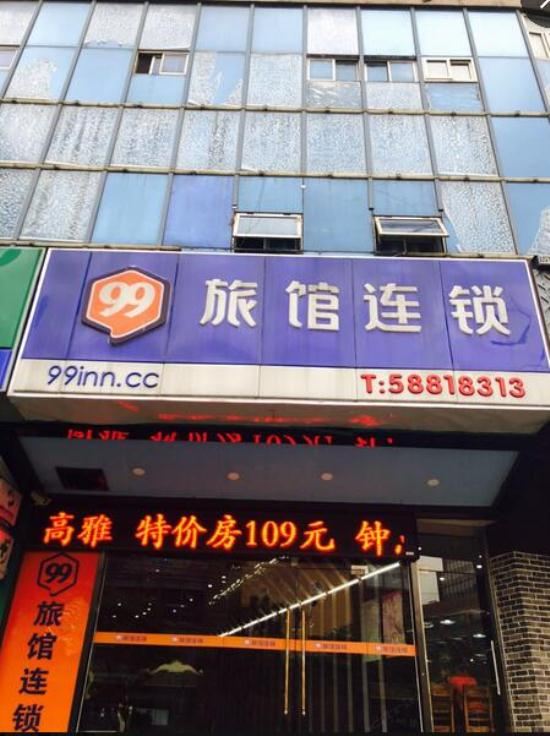 99 旅馆连锁
99inn.cc
T:58818313
高雅 特价房109元 钟
99
旅馆连锁